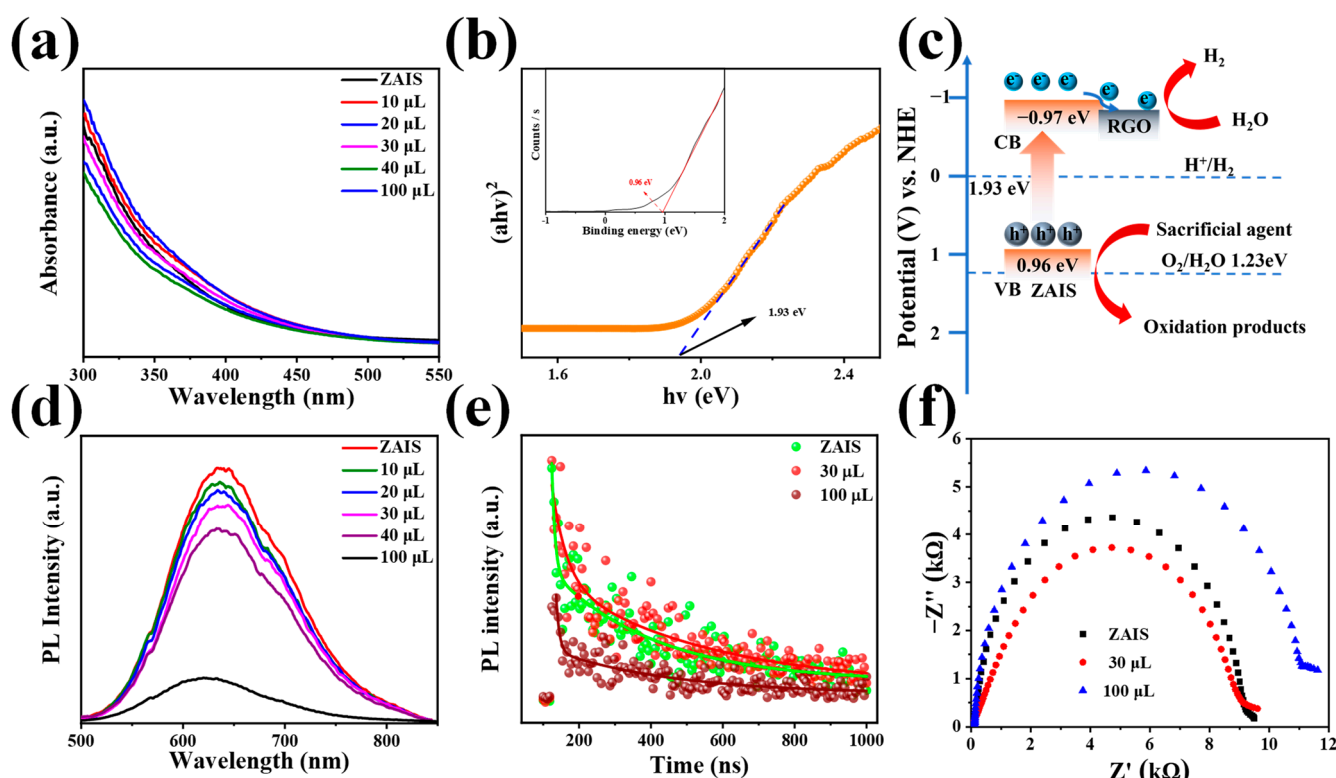 (a)
Absorbance (a.u.)
ZAIS
10 μL
20 μL
30 μL
40 μL
100 μL
300 350 400 450 500 550
Wavelength (nm)
(b)
(ahv)²
Counts / s
0.96 eV
-1 0 1 2
Binding energy (eV)
1.93 eV
1.6 2.0 2.4
hv (eV)
(c)
Potential (V) vs. NHE
−1
0
1
2
e⁻ e⁻ e⁻ e⁻ e⁻
−0.97 eV
RGO
CB
H₂
H₂O
H⁺/H₂
1.93 eV
h⁺ h⁺ h⁺
0.96 eV
VB ZAIS
Sacrificial agent
O₂/H₂O 1.23eV
Oxidation products
(d)
PL Intensity (a.u.)
ZAIS
10 μL
20 μL
30 μL
40 μL
100 μL
500 600 700 800
Wavelength (nm)
(e)
PL intensity (a.u.)
ZAIS
30 μL
100 μL
200 400 600 800 1000
Time (ns)
(f)
−Z'' (kΩ)
6
5
4
3
2
1
0
ZAIS
30 μL
100 μL
0 2 4 6 8 10 12
Z' (kΩ)